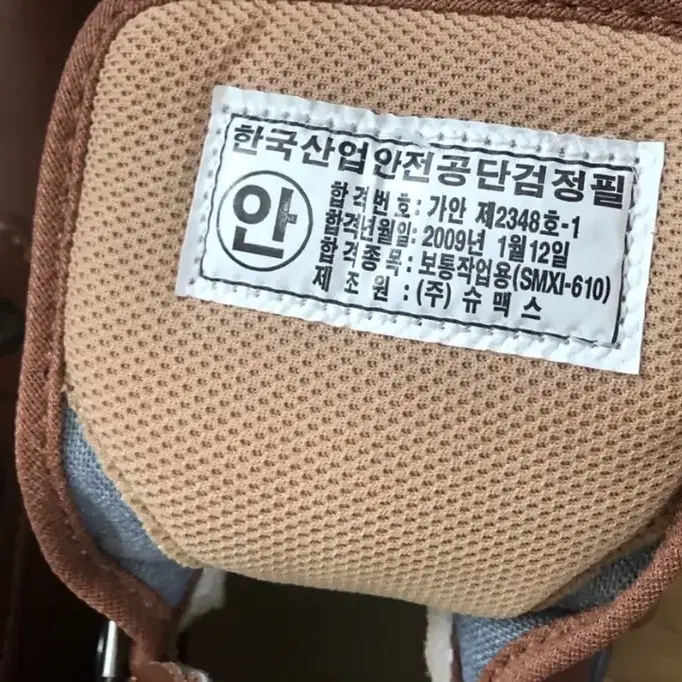 한국산업안전공단검정필
안
합격번호 : 가안 제2348호-1
합격년월일 : 2009년 1월12일
합격종목 : 보통작업용(SMXI-610)
제조원 : (주) 슈맥스